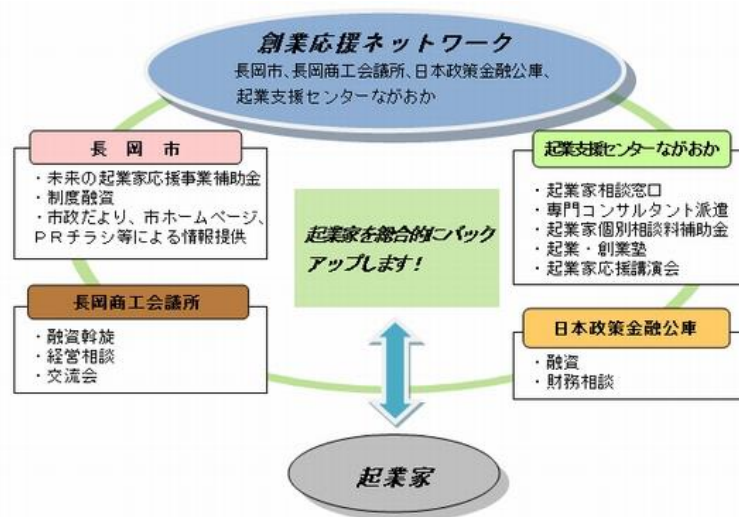 創業応援ネットワーク
長岡市、長岡商工会議所、日本政策金融公庫、
起業支援センターながおか
長岡市
・未来の起業家応援事業補助金
・制度融資
・市政だより、市ホームページ、
PRチラシ等による情報提供
起業支援センターながおか
・起業家相談窓口
・専門コンサルタント派遣
・起業家個別相談料補助金
・起業・創業塾
・起業家応援講演会
起業家を総合的にバック
アップします!
長岡商工会議所
・融資斡旋
・経営相談
・交流会
日本政策金融公庫
・融資
・財務相談
起業家